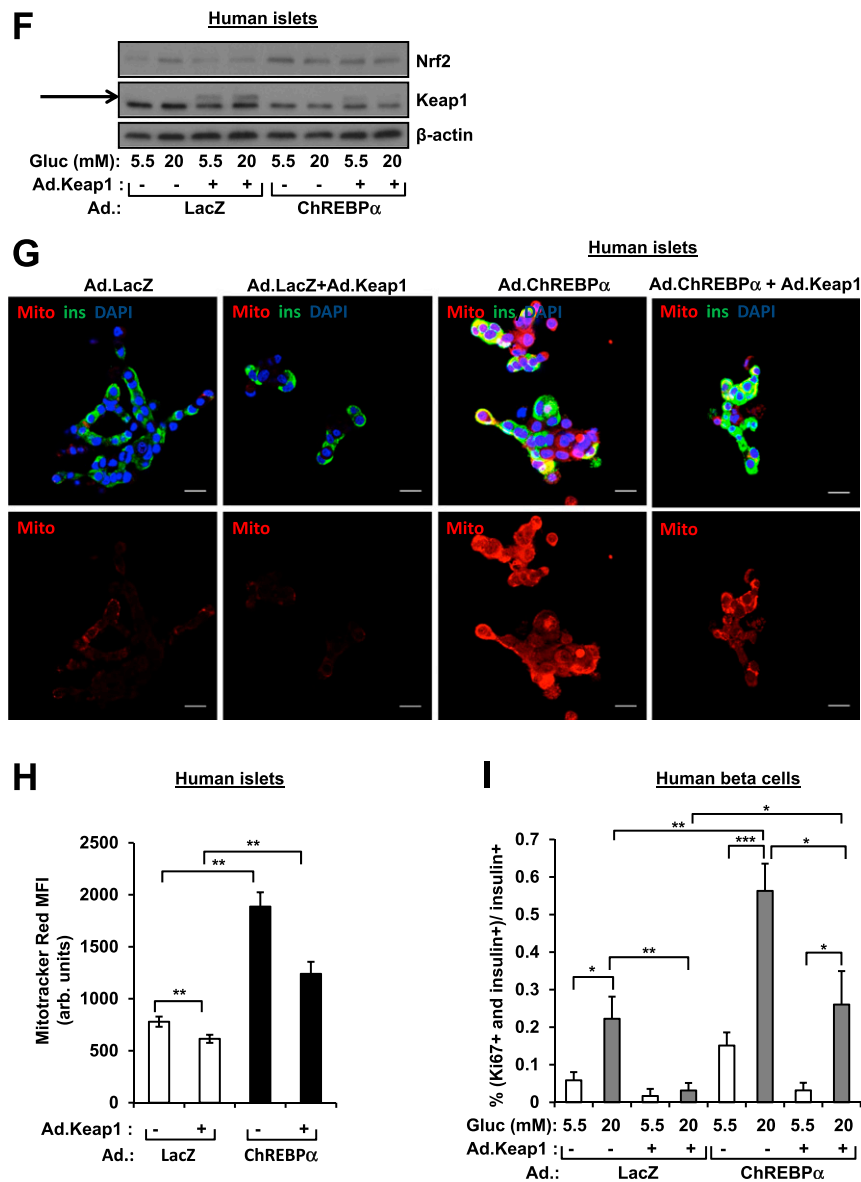 F
Human islets
Nrf2
Keap1
β-actin
Gluc (mM): 5.5 20 5.5 20 5.5 20 5.5 20
Ad.Keap1 : - - + + - - + +
Ad.: LacZ ChREBPα
G
Human islets
Ad.LacZ Ad.LacZ+Ad.Keap1 Ad.ChREBPα Ad.ChREBPα + Ad.Keap1
Mito ins DAPI Mito ins DAPI Mito ins DAPI Mito ins DAPI
Mito Mito Mito Mito
H
Human islets
Mitotracker Red MFI
(arb. units)
2500
2000
1500
1000
500
0
** ** **
Ad.Keap1 : - + - +
Ad.: LacZ ChREBPα
I
Human beta cells
% (Ki67+ and insulin+)/ insulin+
0.7
0.6
0.5
0.4
0.3
0.2
0.1
0
* ** *** * * ** *
Gluc (mM): 5.5 20 5.5 20 5.5 20 5.5 20
Ad.Keap1 : - - + + - - + +
Ad.: LacZ ChREBPα